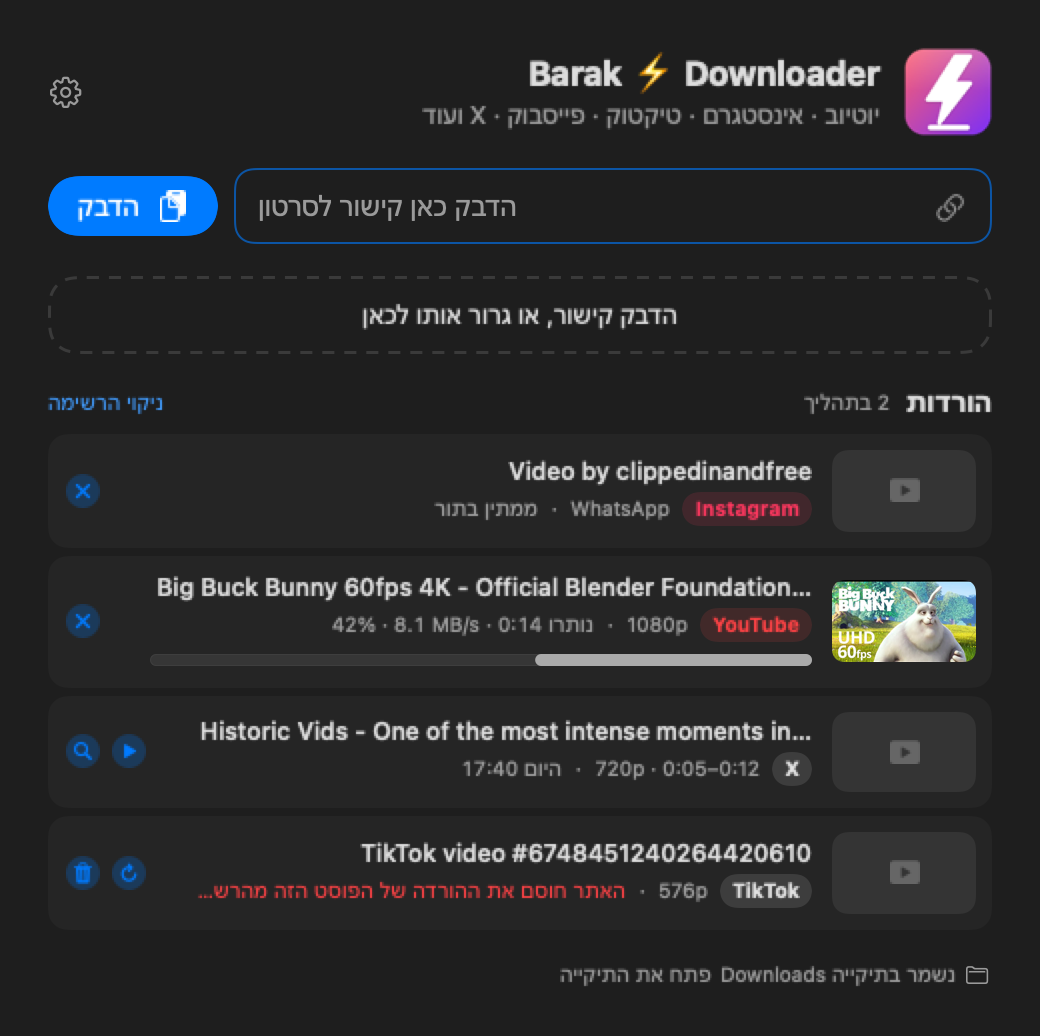 Barak ⚡ Downloader
יוטיוב · אינסטגרם · טיקטוק · פייסבוק · X ועוד
הדבק כאן קישור לסרטון
הדבק
הדבק קישור, או גרור אותו לכאן
הורדות 2 בתהליך
ניקוי הרשימה
Video by clippedinandfree
Instagram WhatsApp · ממתין בתור
Big Buck Bunny 60fps 4K - Official Blender Foundation...
YouTube 1080p · נותרו 0:14 · 8.1 MB/s · 42%
Big Buck
BUNNY
UHD
60fps
Historic Vids - One of the most intense moments in...
X 720p · 0:05–0:12 · היום 17:40
TikTok video #6748451240264420610
TikTok 576p · האתר חוסם את ההורדה של הפוסט הזה מהרש...
נשמר בתיקייה Downloads פתח את התיקייה